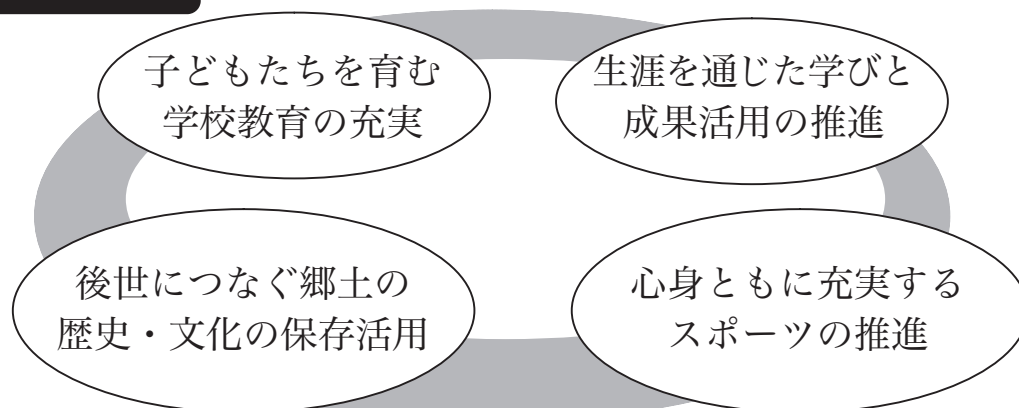 子どもたちを育む
学校教育の充実
生涯を通じた学びと
成果活用の推進
後世につなぐ郷土の
歴史・文化の保存活用
心身ともに充実する
スポーツの推進